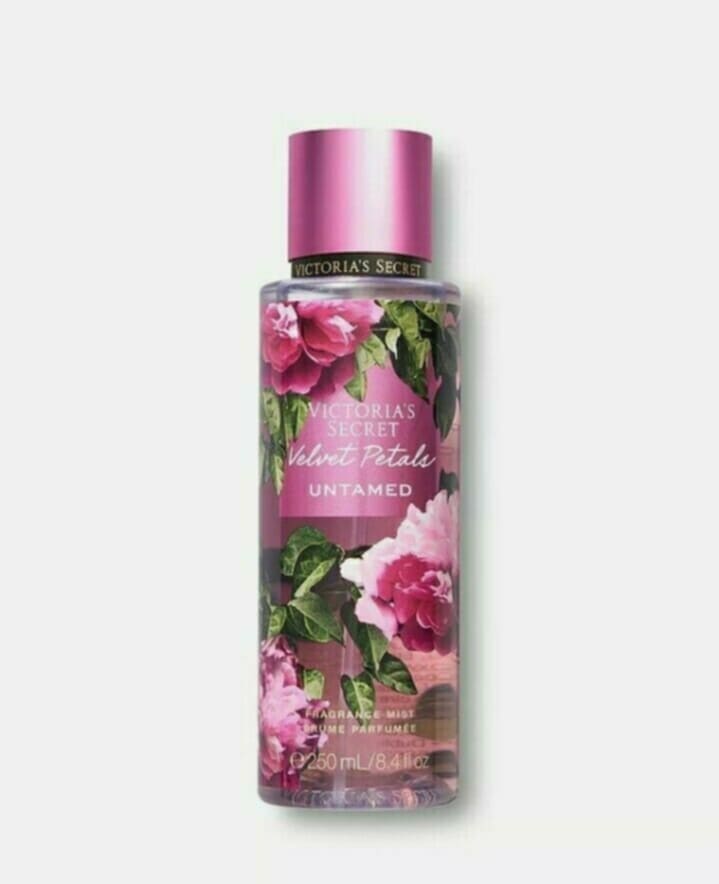 VICTORIA'S SECRET
VICTORIA'S
SECRET
Velvet Petals
UNTAMED
FRAGRANCE MIST
BRUME PARFUMÉE
℮250 mL/8.4 fl oz